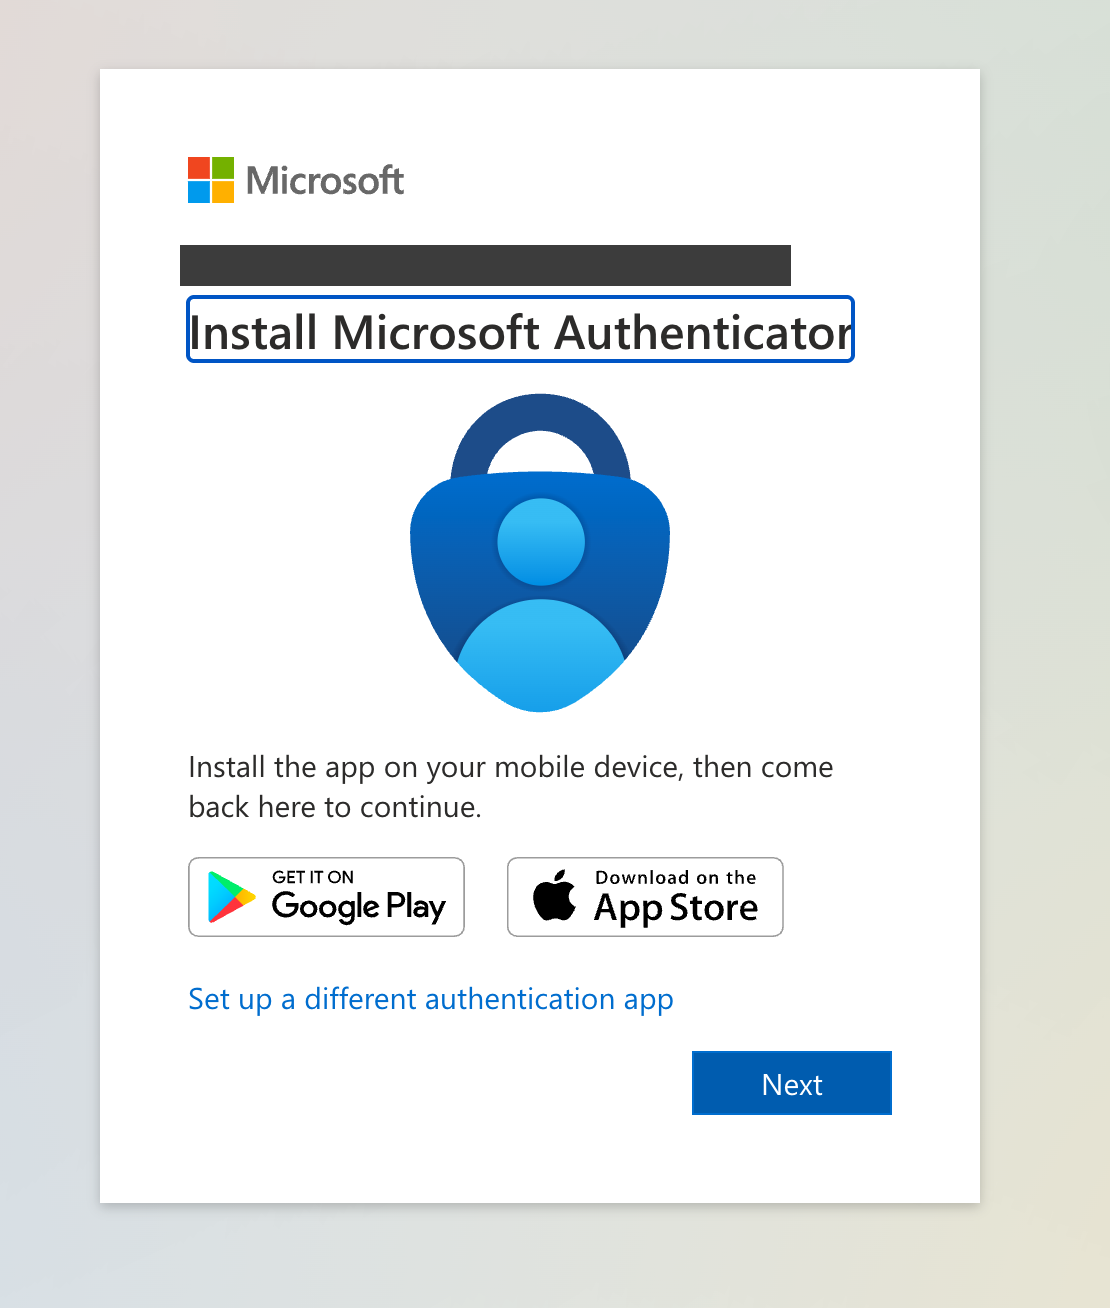 Microsoft
Install Microsoft Authenticator
Install the app on your mobile device, then come
back here to continue.
GET IT ON
Google Play
Download on the
App Store
Set up a different authentication app
Next